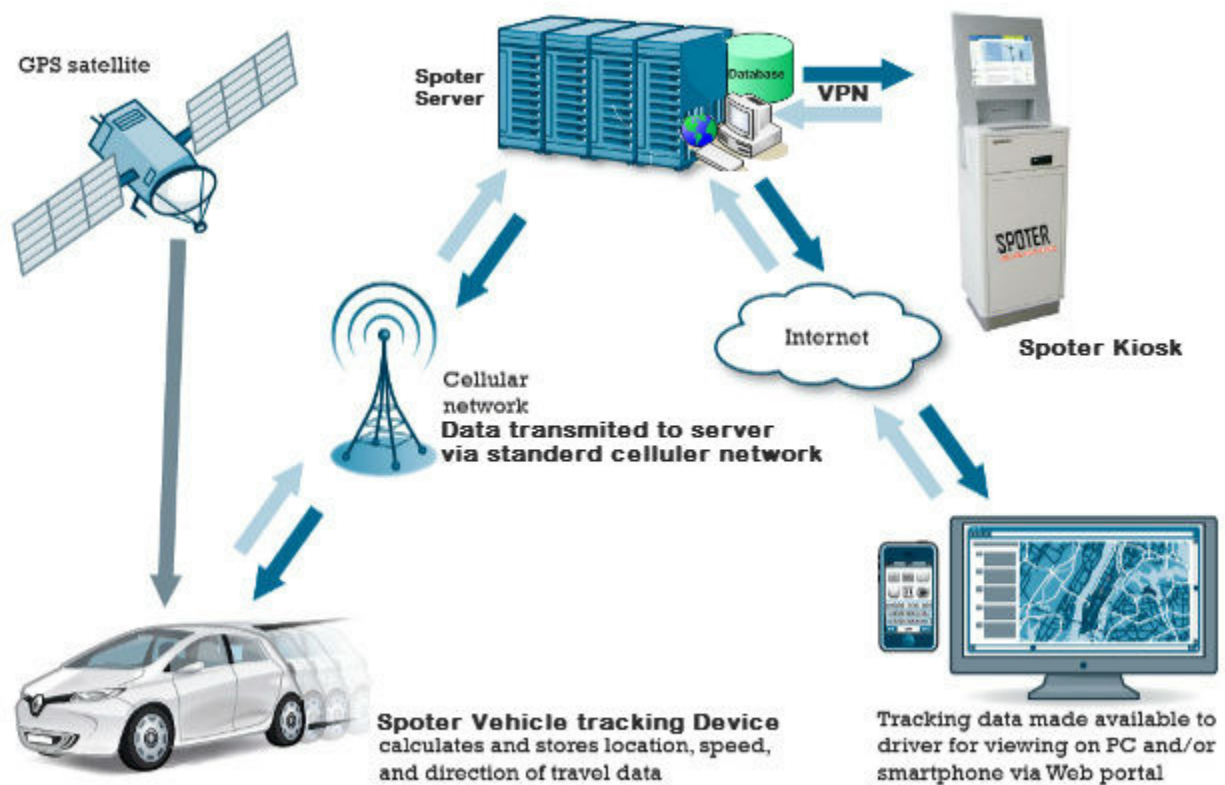 GPS satellite
Spoter
Server
Database
VPN
SPOTER
Spoter Kiosk
Internet
Cellular
network
Data transmited to server
via standerd celluler network
Spoter Vehicle tracking Device
calculates and stores location, speed,
and direction of travel data
Tracking data made available to
driver for viewing on PC and/or
smartphone via Web portal